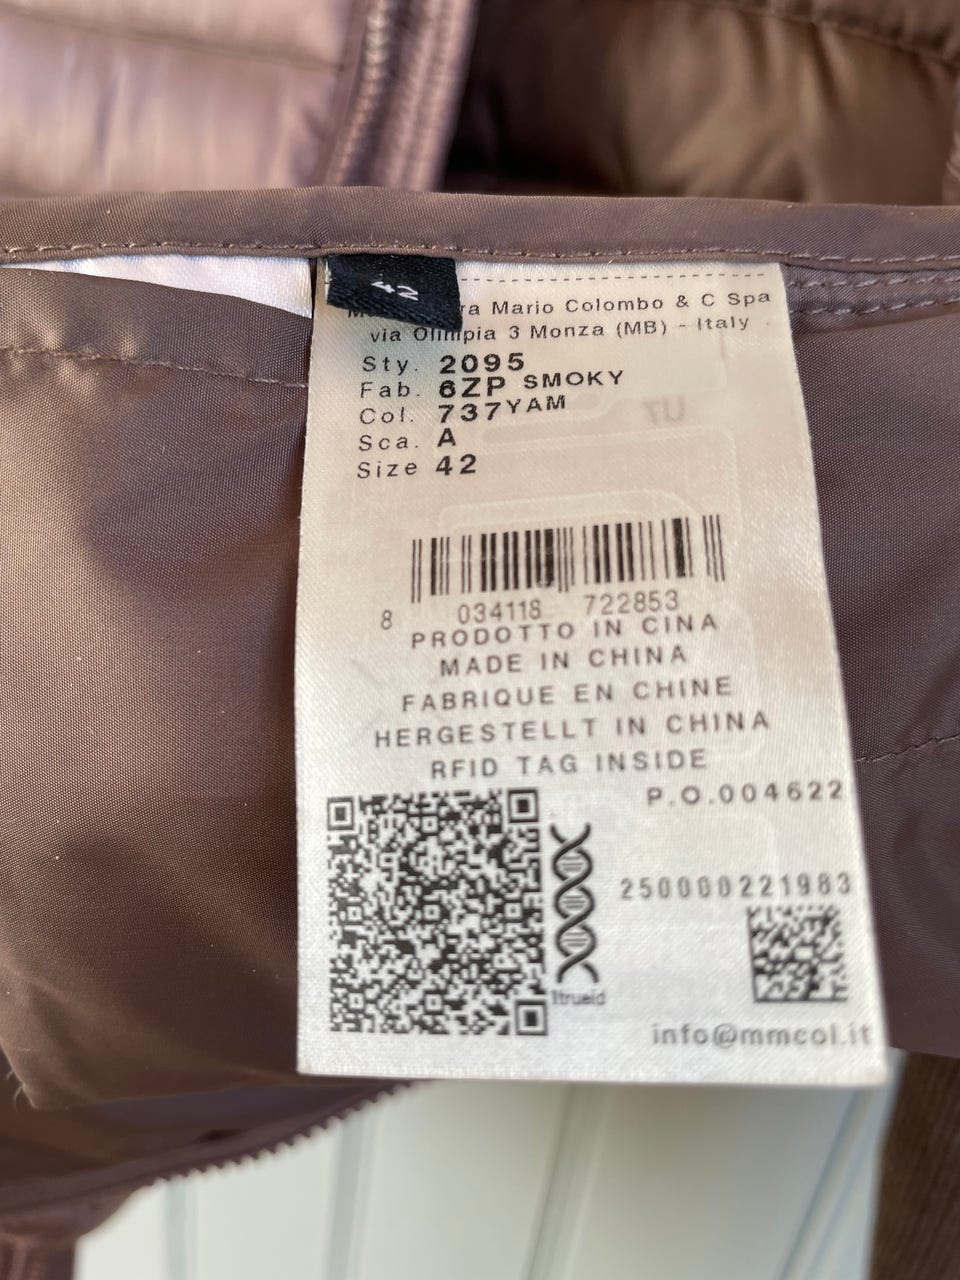 42
ra Mario Colombo & C Spa
via Olimpia 3 Monza (MB) - Italy
Sty. 2095
Fab. 6ZP SMOKY
Col. 737YAM
Sca. A
Size 42
8 034118 722853
PRODOTTO IN CINA
MADE IN CHINA
FABRIQUE EN CHINE
HERGESTELLT IN CHINA
RFID TAG INSIDE
P.O.004622
250000221983
1trueid
info@mmcol.it